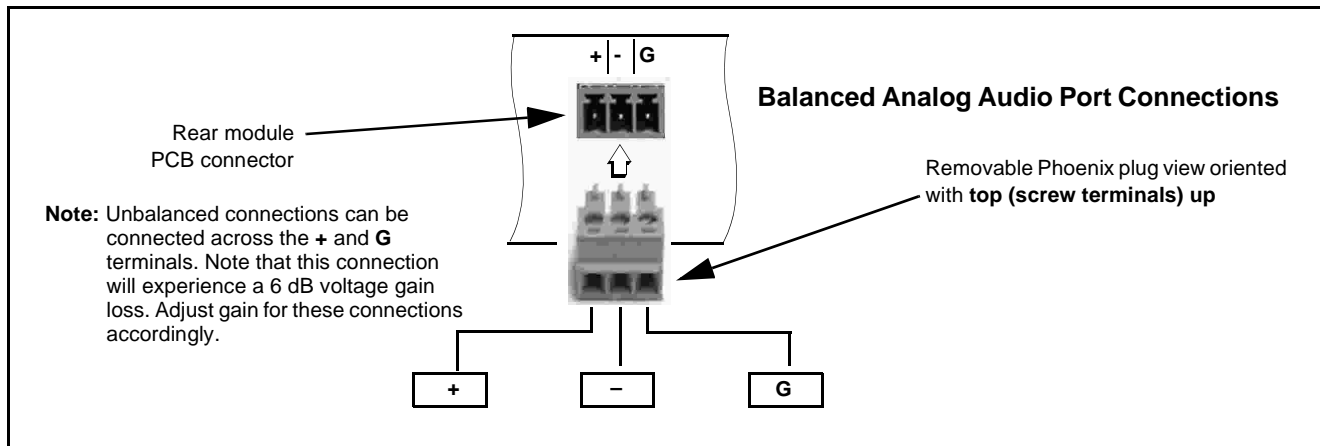 + - G
Balanced Analog Audio Port Connections
Rear module
PCB connector
Removable Phoenix plug view oriented
with top (screw terminals) up
Note: Unbalanced connections can be
connected across the + and G
terminals. Note that this connection
will experience a 6 dB voltage gain
loss. Adjust gain for these connections
accordingly.
+ – G